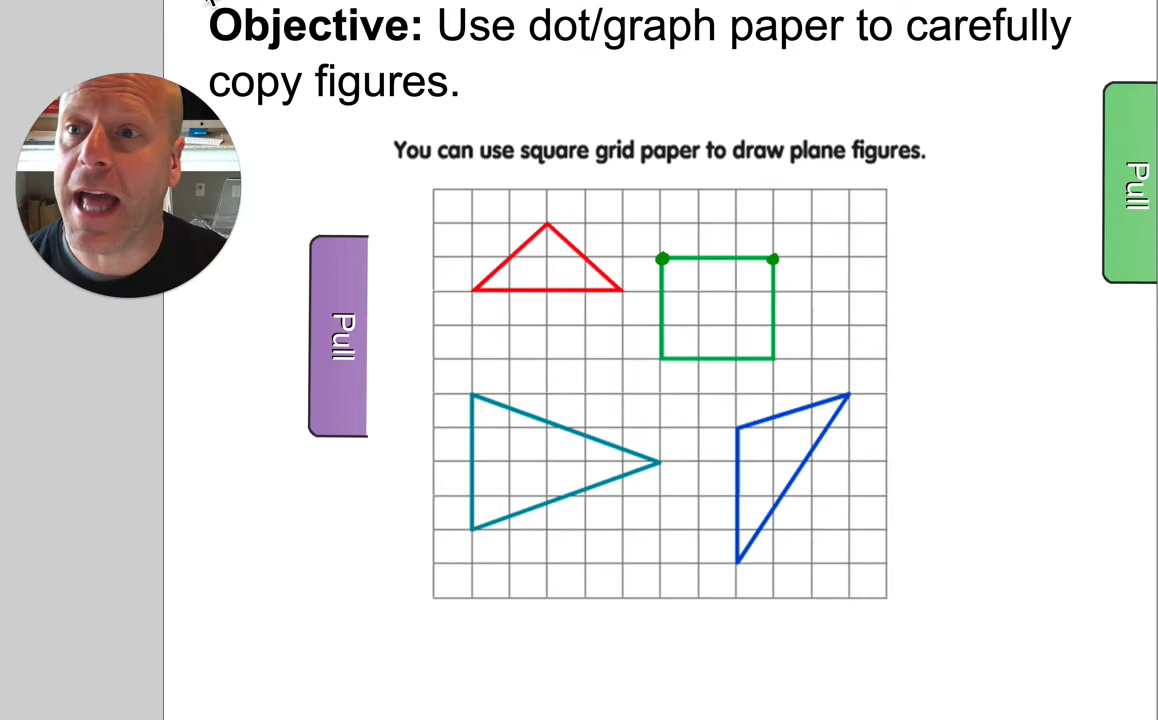 Objective: Use dot/graph paper to carefully
copy figures.
You can use square grid paper to draw plane figures.
Pull
Pull